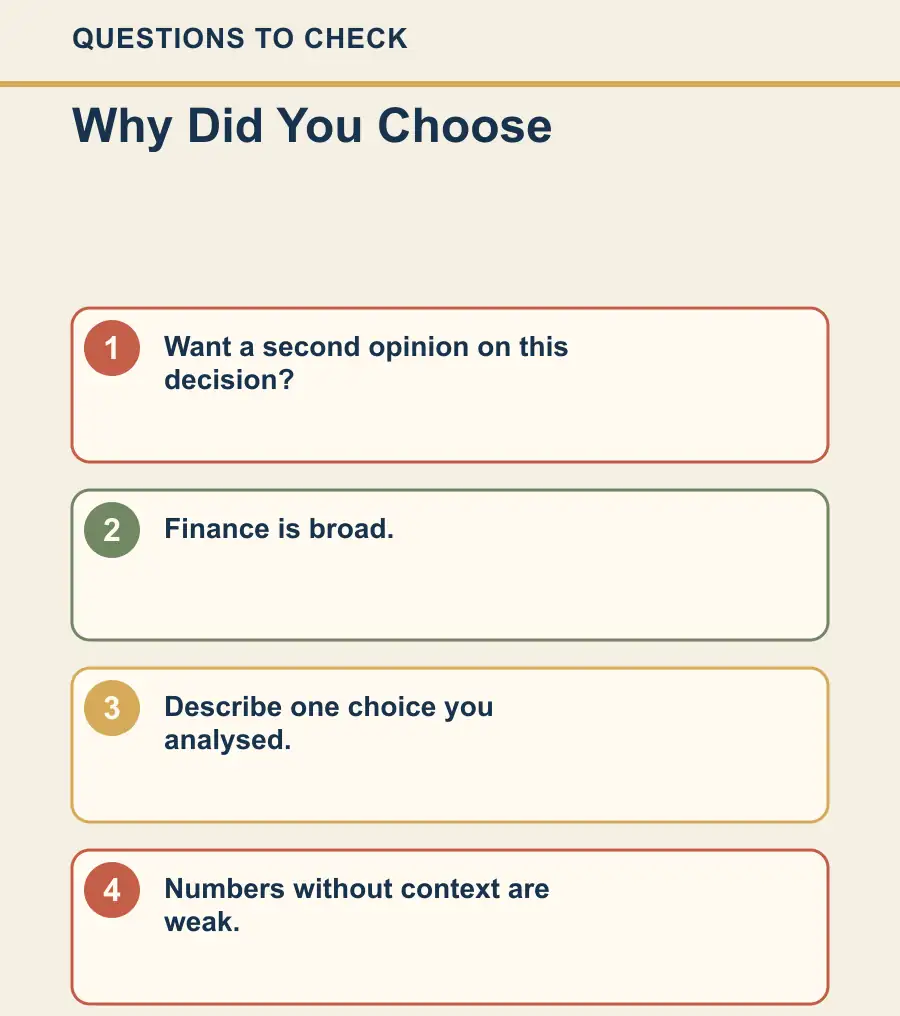 QUESTIONS TO CHECK
Why Did You Choose
1
Want a second opinion on this
decision?
2
Finance is broad.
3
Describe one choice you
analysed.
4
Numbers without context are
weak.